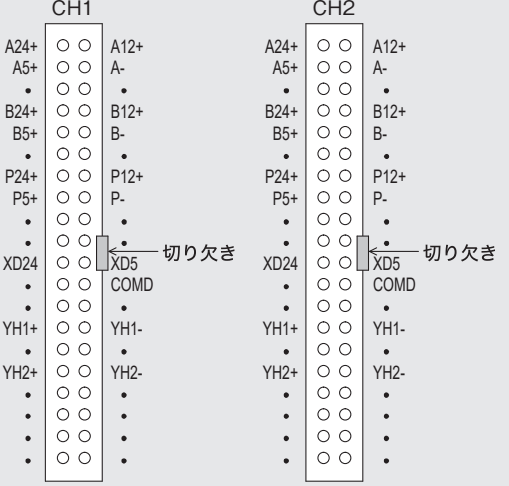 CH1 CH2
A24+ A12+ A24+ A12+
A5+ A- A5+ A-
• • • •
B24+ B12+ B24+ B12+
B5+ B- B5+ B-
• • • •
P24+ P12+ P24+ P12+
P5+ P- P5+ P-
• • • •
• • 切り欠き • • 切り欠き
XD24 XD5 XD24 XD5
• COMD • COMD
• • • •
YH1+ YH1- YH1+ YH1-
• • • •
YH2+ YH2- YH2+ YH2-
• • • •
• • • •
• • • •
• • • •